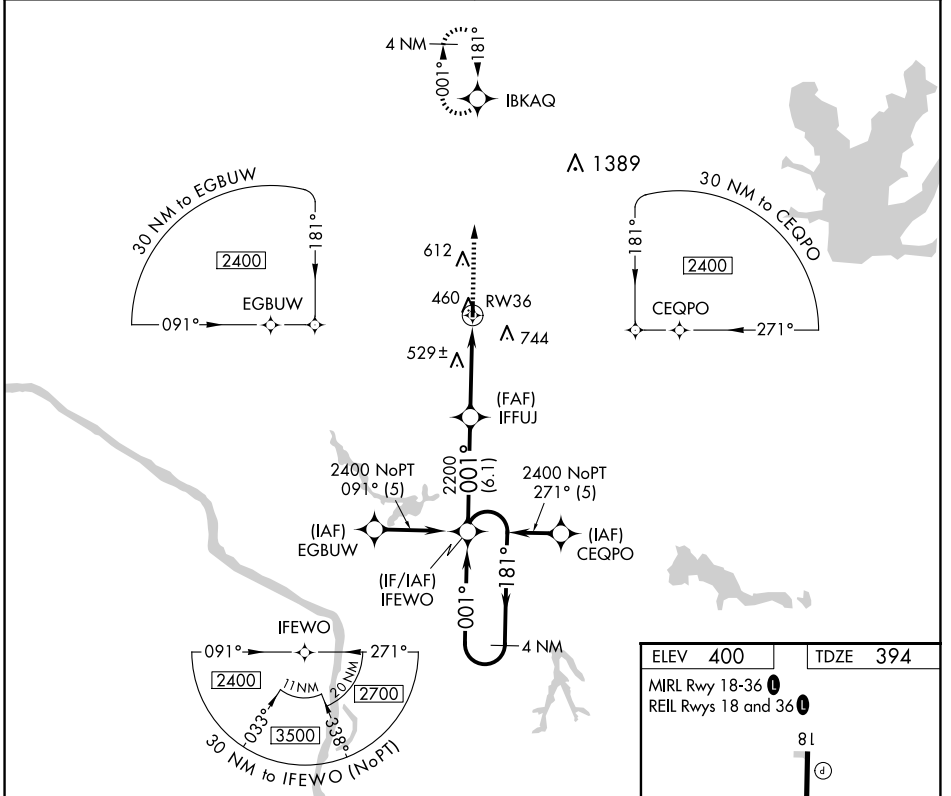 4 NM
181°
001°
IBKAQ
1389
30 NM to EGBUW
181°
2400
EGBUW
091°
30 NM to CEQPO
181°
2400
CEQPO
271°
612
460
RW36
744
529±
(FAF)
IFFUJ
2200
001°
(6.1)
2400 NoPT
091° (5)
2400 NoPT
271° (5)
(IAF)
EGBUW
(IAF)
CEQPO
(IF/IAF)
IFEWO
001°
181°
4 NM
IFEWO
091°
271°
2400
11NM
20 NM
2700
033°
3500
338°
30 NM to IFEWO (NoPT)
ELEV 400
TDZE 394
MIRL Rwy 18-36 L
REIL Rwys 18 and 36 L
18
P